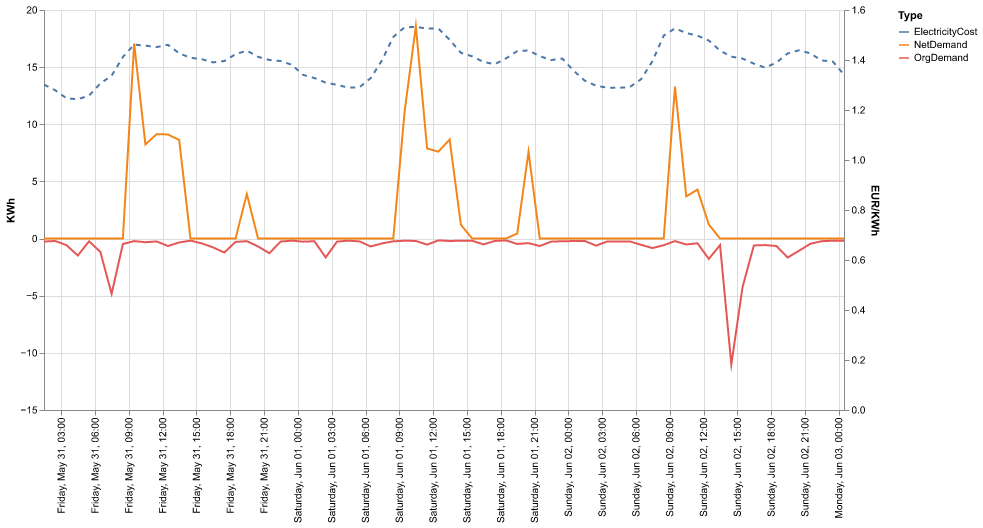 20
15
10
5
0
−5
−10
−15
KWh
1.6
1.4
1.2
1.0
0.8
0.6
0.4
0.2
0.0
EUR/KWh
Type
ElectricityCost
NetDemand
OrgDemand
Friday, May 31, 03:00
Friday, May 31, 06:00
Friday, May 31, 09:00
Friday, May 31, 12:00
Friday, May 31, 15:00
Friday, May 31, 18:00
Friday, May 31, 21:00
Saturday, Jun 01, 00:00
Saturday, Jun 01, 03:00
Saturday, Jun 01, 06:00
Saturday, Jun 01, 09:00
Saturday, Jun 01, 12:00
Saturday, Jun 01, 15:00
Saturday, Jun 01, 18:00
Saturday, Jun 01, 21:00
Sunday, Jun 02, 00:00
Sunday, Jun 02, 03:00
Sunday, Jun 02, 06:00
Sunday, Jun 02, 09:00
Sunday, Jun 02, 12:00
Sunday, Jun 02, 15:00
Sunday, Jun 02, 18:00
Sunday, Jun 02, 21:00
Monday, Jun 03, 00:00